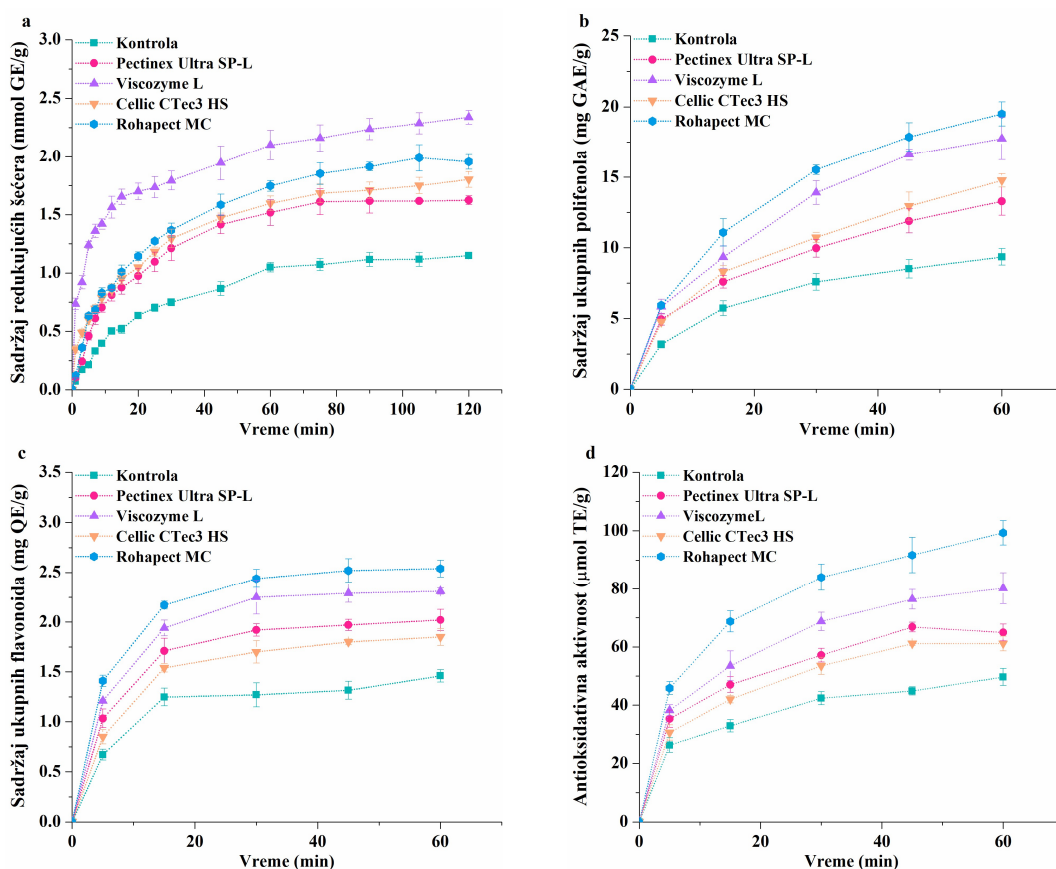 a
Sadržaj redukujućih šećera (mmol GE/g)
3.0
2.5
2.0
1.5
1.0
0.5
0.0
Kontrola
Pectinex Ultra SP-L
Viscozyme L
Cellic CTec3 HS
Rohapect MC
0 20 40 60 80 100 120
Vreme (min)
b
Sadržaj ukupnih polifenola (mg GAE/g)
25
20
15
10
5
0
Kontrola
Pectinex Ultra SP-L
Viscozyme L
Cellic CTec3 HS
Rohapect MC
0 20 40 60
Vreme (min)
c
Sadržaj ukupnih flavonoida (mg QE/g)
3.5
3.0
2.5
2.0
1.5
1.0
0.5
0.0
Kontrola
Pectinex Ultra SP-L
Viscozyme L
Cellic CTec3 HS
Rohapect MC
0 20 40 60
Vreme (min)
d
Antioksidativna aktivnost (µmol TE/g)
120
100
80
60
40
20
0
Kontrola
Pectinex Ultra SP-L
ViscozymeL
Cellic CTec3 HS
Rohapect MC
0 20 40 60
Vreme (min)